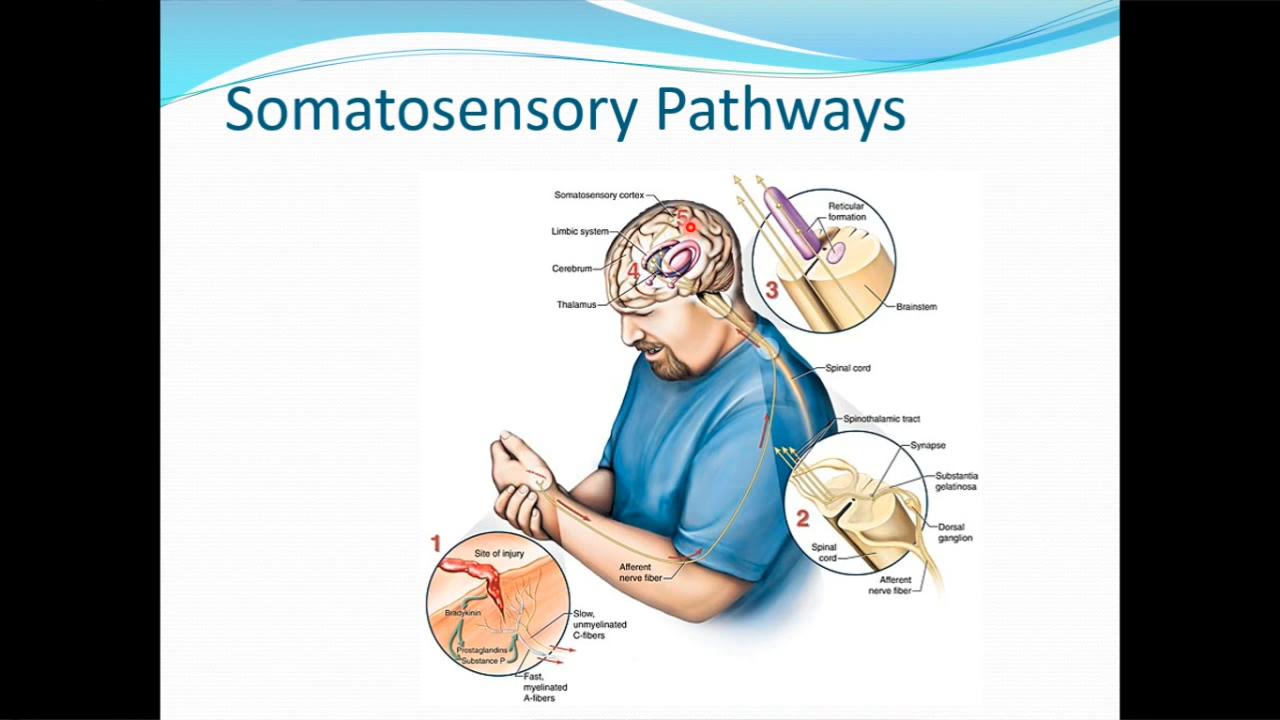 Somatosensory Pathways
Somatosensory cortex
Limbic system
Cerebrum
Thalamus
5
4
Reticular
formation
3
Brainstem
Spinal cord
Spinothalamic tract
Synapse
Substantia
gelatinosa
2
Dorsal
ganglion
Spinal
cord
Afferent
nerve fiber
1
Site of injury
Afferent
nerve fiber
Bradykinin
Slow,
unmyelinated
C-fibers
Prostaglandins
Substance P
Fast,
myelinated
A-fibers